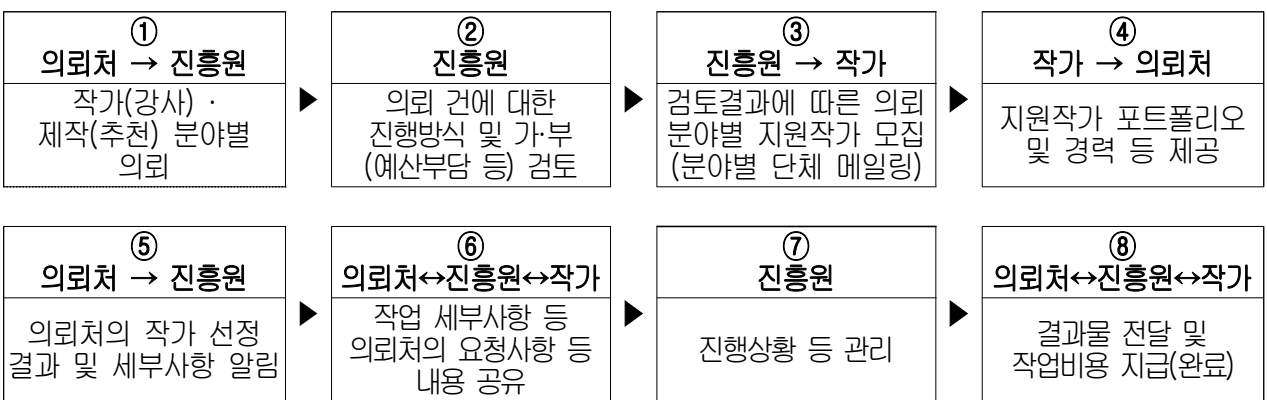 ①
의뢰처 → 진흥원
작가(강사) ·
제작(추천) 분야별
의뢰
▶
②
진흥원
의뢰 건에 대한
진행방식 및 가·부
(예산부담 등) 검토
▶
③
진흥원 → 작가
검토결과에 따른 의뢰
분야별 지원작가 모집
(분야별 단체 메일링)
▶
④
작가 → 의뢰처
지원작가 포트폴리오
및 경력 등 제공
⑤
의뢰처 → 진흥원
의뢰처의 작가 선정
결과 및 세부사항 알림
▶
⑥
의뢰처↔진흥원↔작가
작업 세부사항 등
의뢰처의 요청사항 등
내용 공유
▶
⑦
진흥원
진행상황 등 관리
▶
⑧
의뢰처↔진흥원↔작가
결과물 전달 및
작업비용 지급(완료)